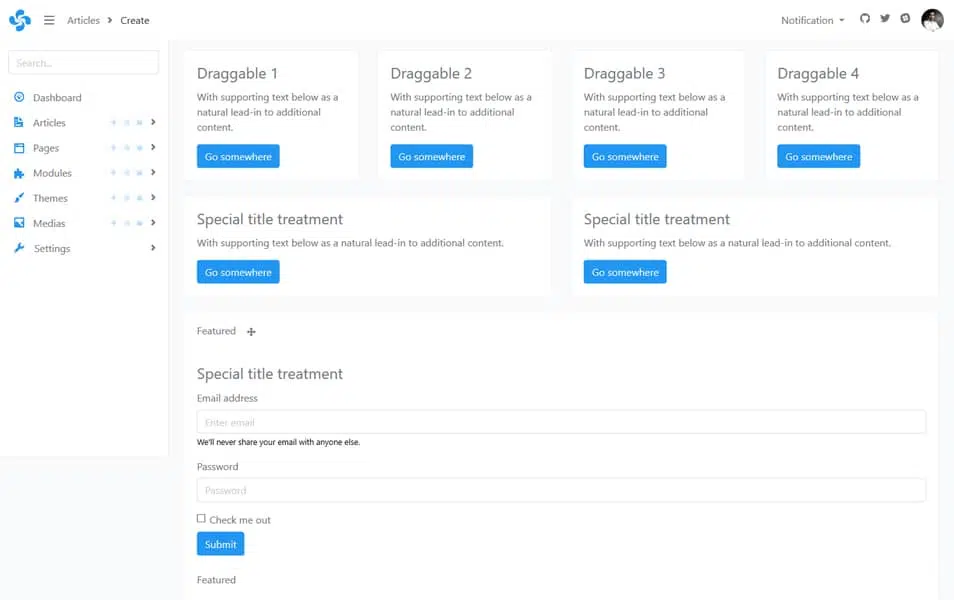 Articles Create
Notification
Search...
Dashboard
Articles
Pages
Modules
Themes
Medias
Settings
Draggable 1
With supporting text below as a
natural lead-in to additional
content.
Go somewhere
Draggable 2
With supporting text below as a
natural lead-in to additional
content.
Go somewhere
Draggable 3
With supporting text below as a
natural lead-in to additional
content.
Go somewhere
Draggable 4
With supporting text below as a
natural lead-in to additional
content.
Go somewhere
Special title treatment
With supporting text below as a natural lead-in to additional content.
Go somewhere
Special title treatment
With supporting text below as a natural lead-in to additional content.
Go somewhere
Featured
Special title treatment
Email address
Enter email
We'll never share your email with anyone else.
Password
Password
Check me out
Submit
Featured